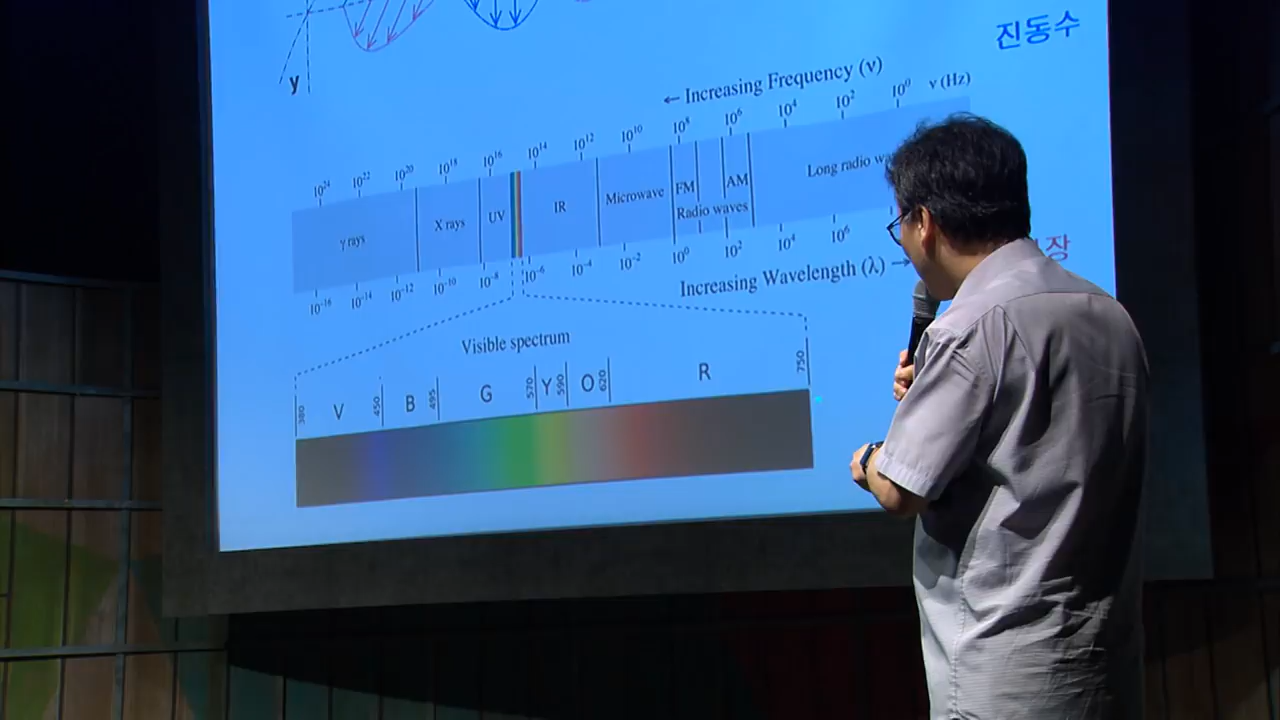 진동수
y
← Increasing Frequency (ν)
10²⁴ 10²² 10²⁰ 10¹⁸ 10¹⁶ 10¹⁴ 10¹² 10¹⁰ 10⁸ 10⁶ 10⁴ 10² 10⁰ ν (Hz)
γ rays X rays UV IR Microwave FM AM Long radio
Radio waves
10⁻¹⁶ 10⁻¹⁴ 10⁻¹² 10⁻¹⁰ 10⁻⁸ 10⁻⁶ 10⁻⁴ 10⁻² 10⁰ 10² 10⁴ 10⁶
Increasing Wavelength (λ) →
장
Visible spectrum
V B G Y O R
380 450 495 570 590 620 750